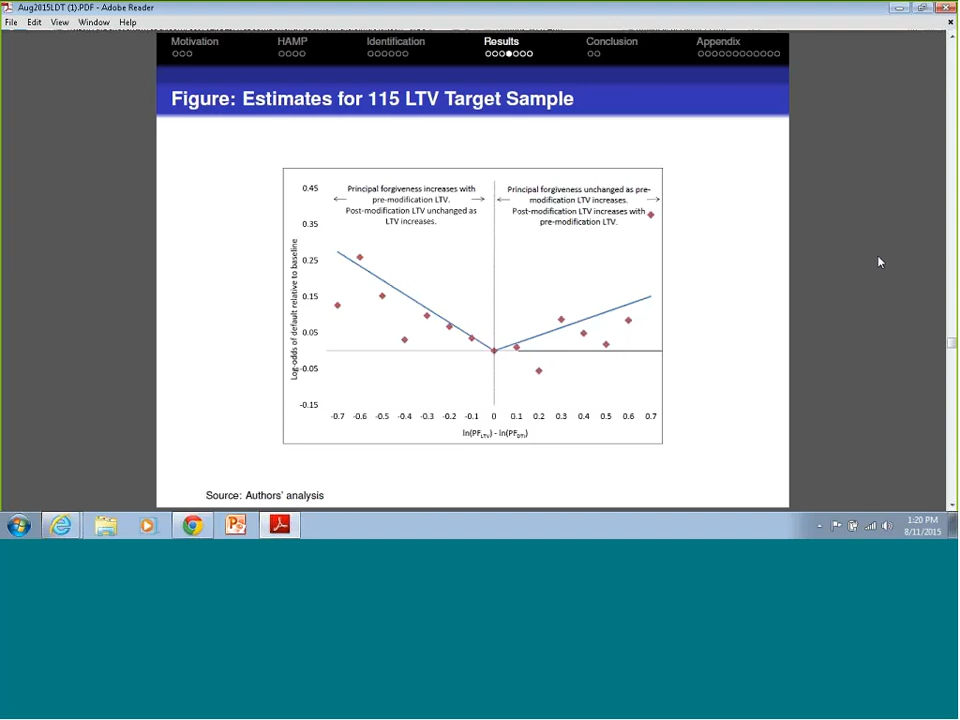 Aug2015LDT (1).PDF - Adobe Reader
File Edit View Window Help
Motivation HAMP Identification Results Conclusion Appendix
Figure: Estimates for 115 LTV Target Sample
Principal forgiveness increases with
pre-modification LTV.
Post-modification LTV unchanged as
LTV increases.
Principal forgiveness unchanged as pre-
modification LTV increases.
Post-modification LTV increases with
pre-modification LTV.
Log-odds of default relative to baseline
0.45
0.35
0.25
0.15
0.05
-0.05
-0.15
-0.7 -0.6 -0.5 -0.4 -0.3 -0.2 -0.1 0 0.1 0.2 0.3 0.4 0.5 0.6 0.7
ln(PF_LTV) - ln(PF_DTI)
Source: Authors' analysis
1:20 PM
8/11/2015